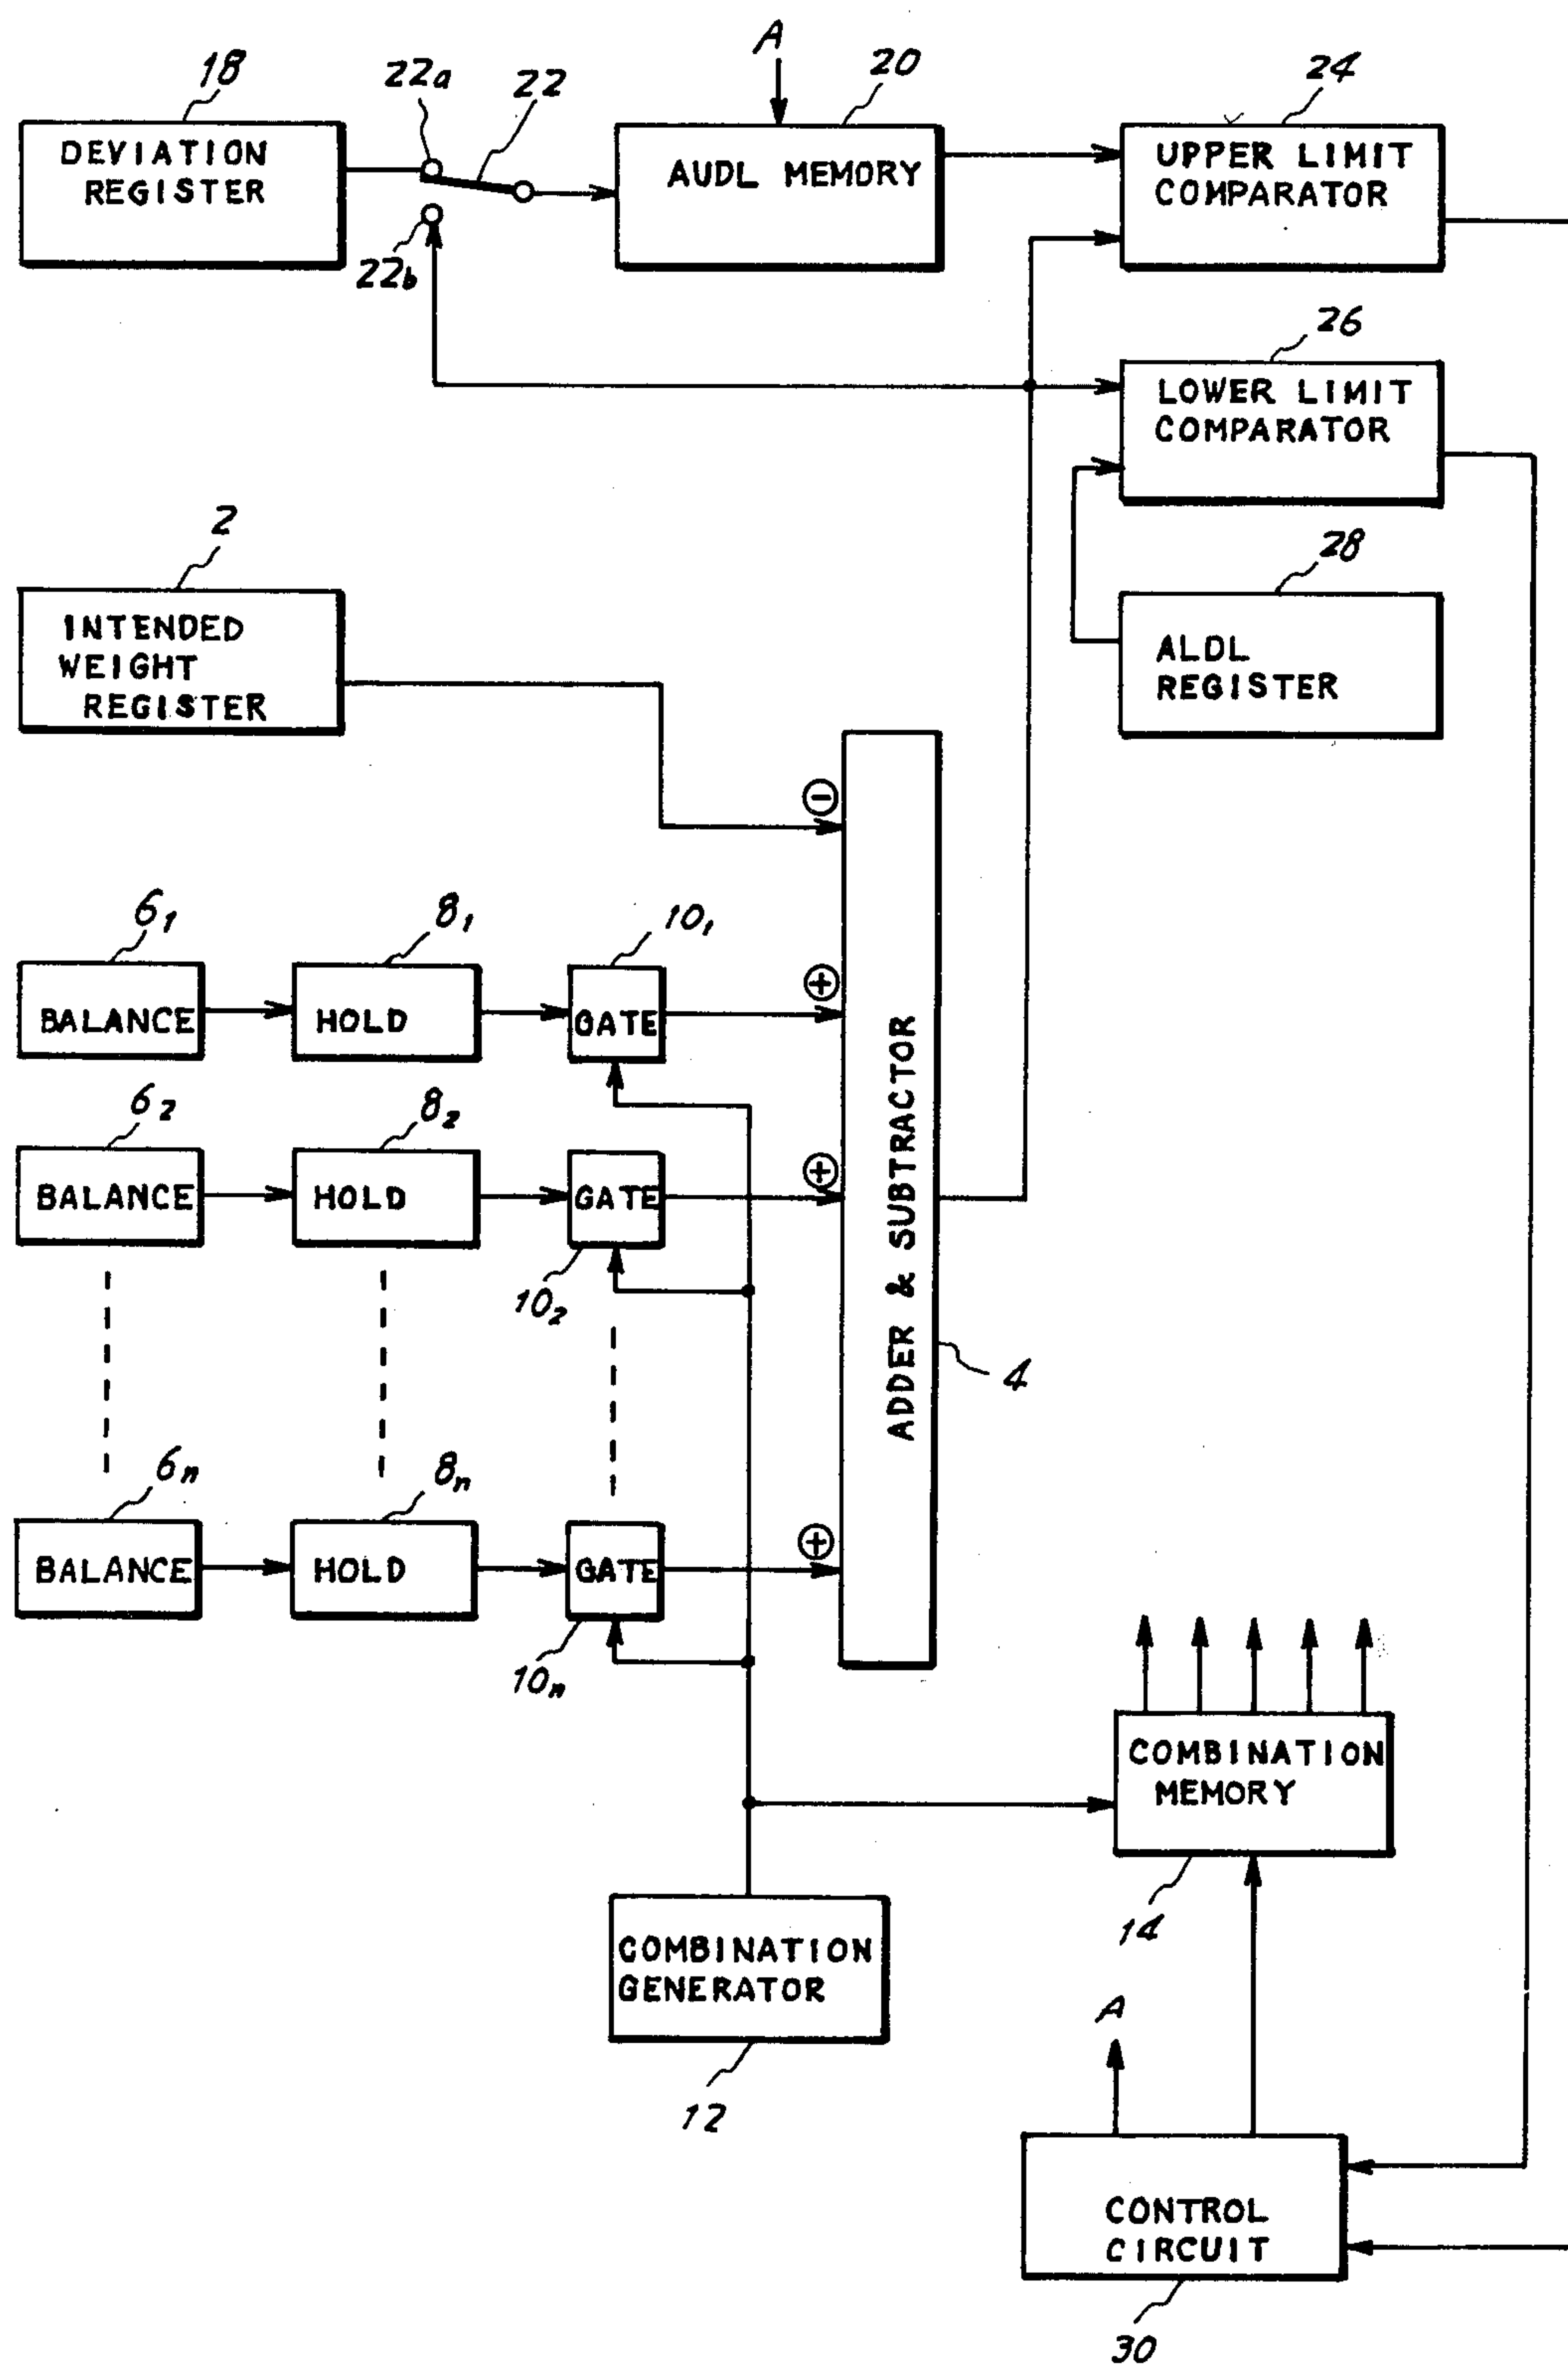 A
18
22a
22
20
24
DEVIATION
REGISTER
AUDL MEMORY
UPPER LIMIT
COMPARATOR
22b
26
LOWER LIMIT
COMPARATOR
2
28
INTENDED
WEIGHT
REGISTER
ALDL
REGISTER
⊖
6₁
8₁
10₁
⊕
BALANCE
HOLD
GATE
6₂
8₂
⊕
BALANCE
HOLD
GATE
10₂
ADDER & SUBTRACTOR
4
6n
8n
⊕
BALANCE
HOLD
GATE
10n
COMBINATION
MEMORY
14
COMBINATION
GENERATOR
12
A
CONTROL
CIRCUIT
30